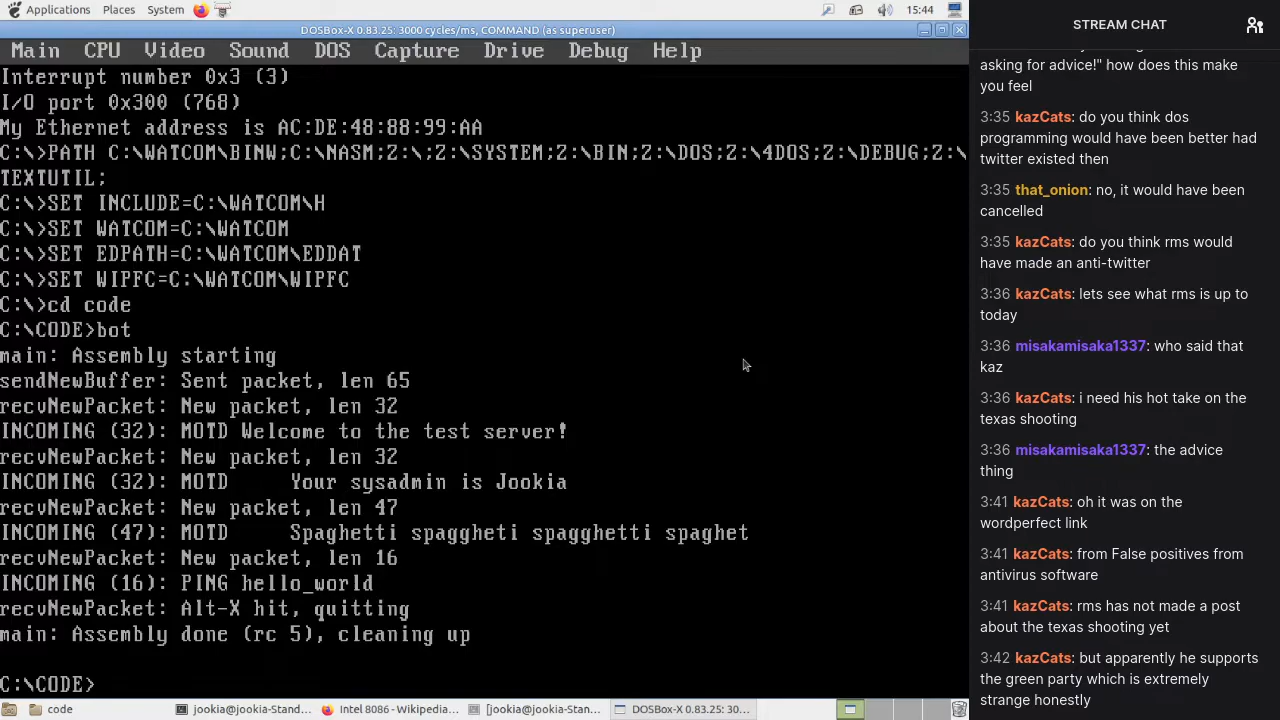 Applications Places System 15:44
DOSBox-X 0.83.25: 3000 cycles/ms, COMMAND (as superuser)
Main CPU Video Sound DOS Capture Drive Debug Help
Interrupt number 0x3 (3)
I/O port 0x300 (768)
My Ethernet address is AC:DE:48:88:99:AA
C:\>PATH C:\WATCOM\BINW;C:\NASM;Z:\;Z:\SYSTEM;Z:\BIN;Z:\DOS;Z:\4DOS;Z:\DEBUG;Z:\
TEXTUTIL;
C:\>SET INCLUDE=C:\WATCOM\H
C:\>SET WATCOM=C:\WATCOM
C:\>SET EDPATH=C:\WATCOM\EDDAT
C:\>SET WIPFC=C:\WATCOM\WIPFC
C:\>cd code
C:\CODE>bot
main: Assembly starting
sendNewBuffer: Sent packet, len 65
recvNewPacket: New packet, len 32
INCOMING (32): MOTD Welcome to the test server!
recvNewPacket: New packet, len 32
INCOMING (32): MOTD     Your sysadmin is Jookia
recvNewPacket: New packet, len 47
INCOMING (47): MOTD     Spaghetti spaggheti spagghetti spaghet
recvNewPacket: New packet, len 16
INCOMING (16): PING hello_world
recvNewPacket: Alt-X hit, quitting
main: Assembly done (rc 5), cleaning up
C:\CODE>
code
jookia@jookia-Stand...
Intel 8086 - Wikipedia...
[jookia@jookia-Stan...
DOSBox-X 0.83.25: 30...
STREAM CHAT
asking for advice!" how does this make
you feel
3:35 kazCats: do you think dos
programming would have been better had
twitter existed then
3:35 that_onion: no, it would have been
cancelled
3:35 kazCats: do you think rms would
have made an anti-twitter
3:36 kazCats: lets see what rms is up to
today
3:36 misakamisaka1337: who said that
kaz
3:36 kazCats: i need his hot take on the
texas shooting
3:36 misakamisaka1337: the advice
thing
3:41 kazCats: oh it was on the
wordperfect link
3:41 kazCats: from False positives from
antivirus software
3:41 kazCats: rms has not made a post
about the texas shooting yet
3:42 kazCats: but apparently he supports
the green party which is extremely
strange honestly